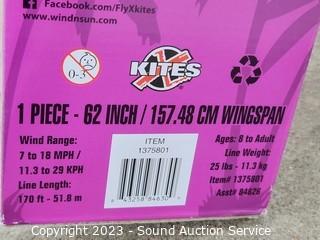 Facebook.com/FlyXkites
www.windnsun.com
0-3
X
KITES
1 PIECE - 62 INCH / 157.48 CM WINGSPAN
Wind Range:
7 to 18 MPH /
11.3 to 29 KPH
Line Length:
170 ft - 51.8 m
ITEM
1375801
Ages: 8 to Adult
Line Weight:
25 lbs - 11.3 kg
Item# 1375801
Asst# 84626
Copyright 2023 - Sound Auction Service